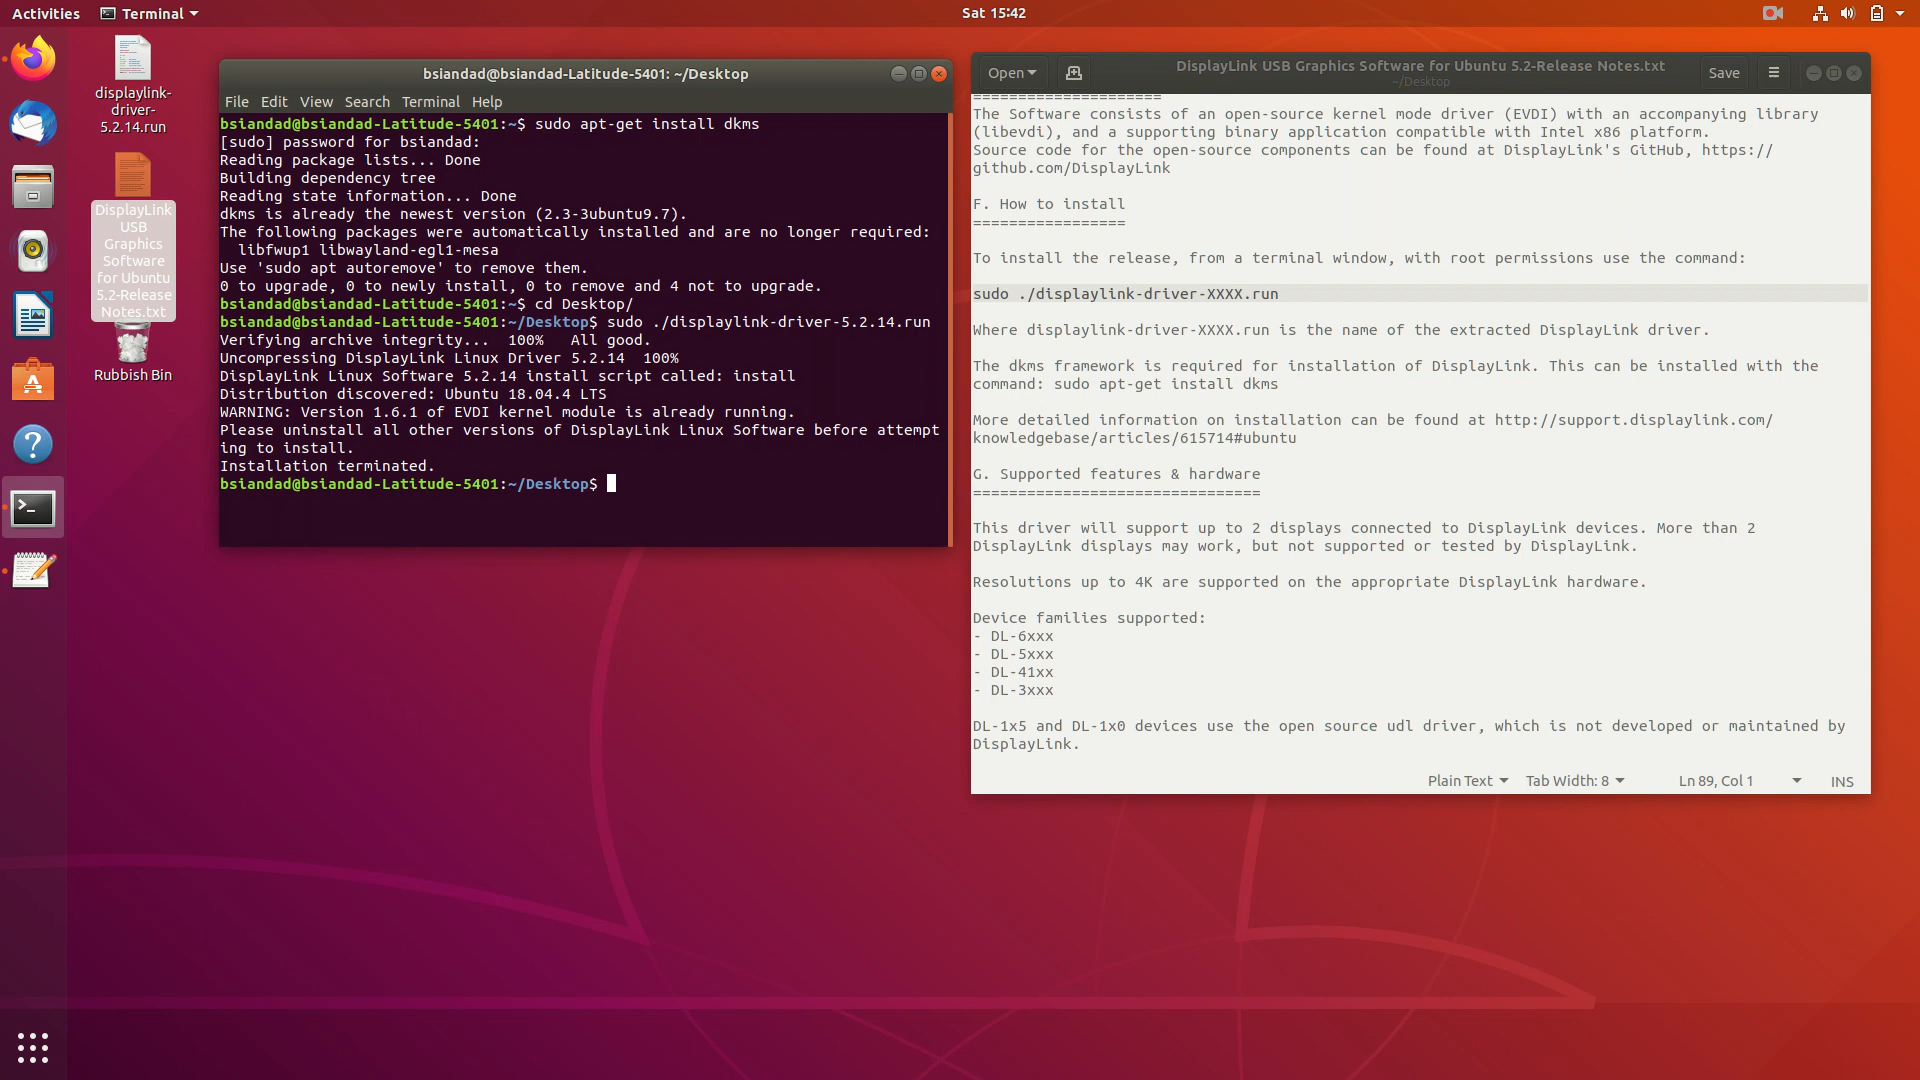 Activities
Terminal
Sat 15:42
displaylink-
driver-
5.2.14.run
DisplayLink
USB
Graphics
Software
for Ubuntu
5.2-Release
Notes.txt
Rubbish Bin
bsiandad@bsiandad-Latitude-5401: ~/Desktop
File Edit View Search Terminal Help
bsiandad@bsiandad-Latitude-5401:~$ sudo apt-get install dkms
[sudo] password for bsiandad:
Reading package lists... Done
Building dependency tree
Reading state information... Done
dkms is already the newest version (2.3-3ubuntu9.7).
The following packages were automatically installed and are no longer required:
  libfwup1 libwayland-egl1-mesa
Use 'sudo apt autoremove' to remove them.
0 to upgrade, 0 to newly install, 0 to remove and 4 not to upgrade.
bsiandad@bsiandad-Latitude-5401:~$ cd Desktop/
bsiandad@bsiandad-Latitude-5401:~/Desktop$ sudo ./displaylink-driver-5.2.14.run
Verifying archive integrity...  100%   All good.
Uncompressing DisplayLink Linux Driver 5.2.14  100%
DisplayLink Linux Software 5.2.14 install script called: install
Distribution discovered: Ubuntu 18.04.4 LTS
WARNING: Version 1.6.1 of EVDI kernel module is already running.
Please uninstall all other versions of DisplayLink Linux Software before attempt
ing to install.
Installation terminated.
bsiandad@bsiandad-Latitude-5401:~/Desktop$
Open
DisplayLink USB Graphics Software for Ubuntu 5.2-Release Notes.txt
~/Desktop
Save
=====================
The Software consists of an open-source kernel mode driver (EVDI) with an accompanying library
(libevdi), and a supporting binary application compatible with Intel x86 platform.
Source code for the open-source components can be found at DisplayLink's GitHub, https://
github.com/DisplayLink
F. How to install
=================
To install the release, from a terminal window, with root permissions use the command:
sudo ./displaylink-driver-XXXX.run
Where displaylink-driver-XXXX.run is the name of the extracted DisplayLink driver.
The dkms framework is required for installation of DisplayLink. This can be installed with the
command: sudo apt-get install dkms
More detailed information on installation can be found at http://support.displaylink.com/
knowledgebase/articles/615714#ubuntu
G. Supported features & hardware
================================
This driver will support up to 2 displays connected to DisplayLink devices. More than 2
DisplayLink displays may work, but not supported or tested by DisplayLink.
Resolutions up to 4K are supported on the appropriate DisplayLink hardware.
Device families supported:
- DL-6xxx
- DL-5xxx
- DL-41xx
- DL-3xxx
DL-1x5 and DL-1x0 devices use the open source udl driver, which is not developed or maintained by
DisplayLink.
Plain Text Tab Width: 8 Ln 89, Col 1 INS